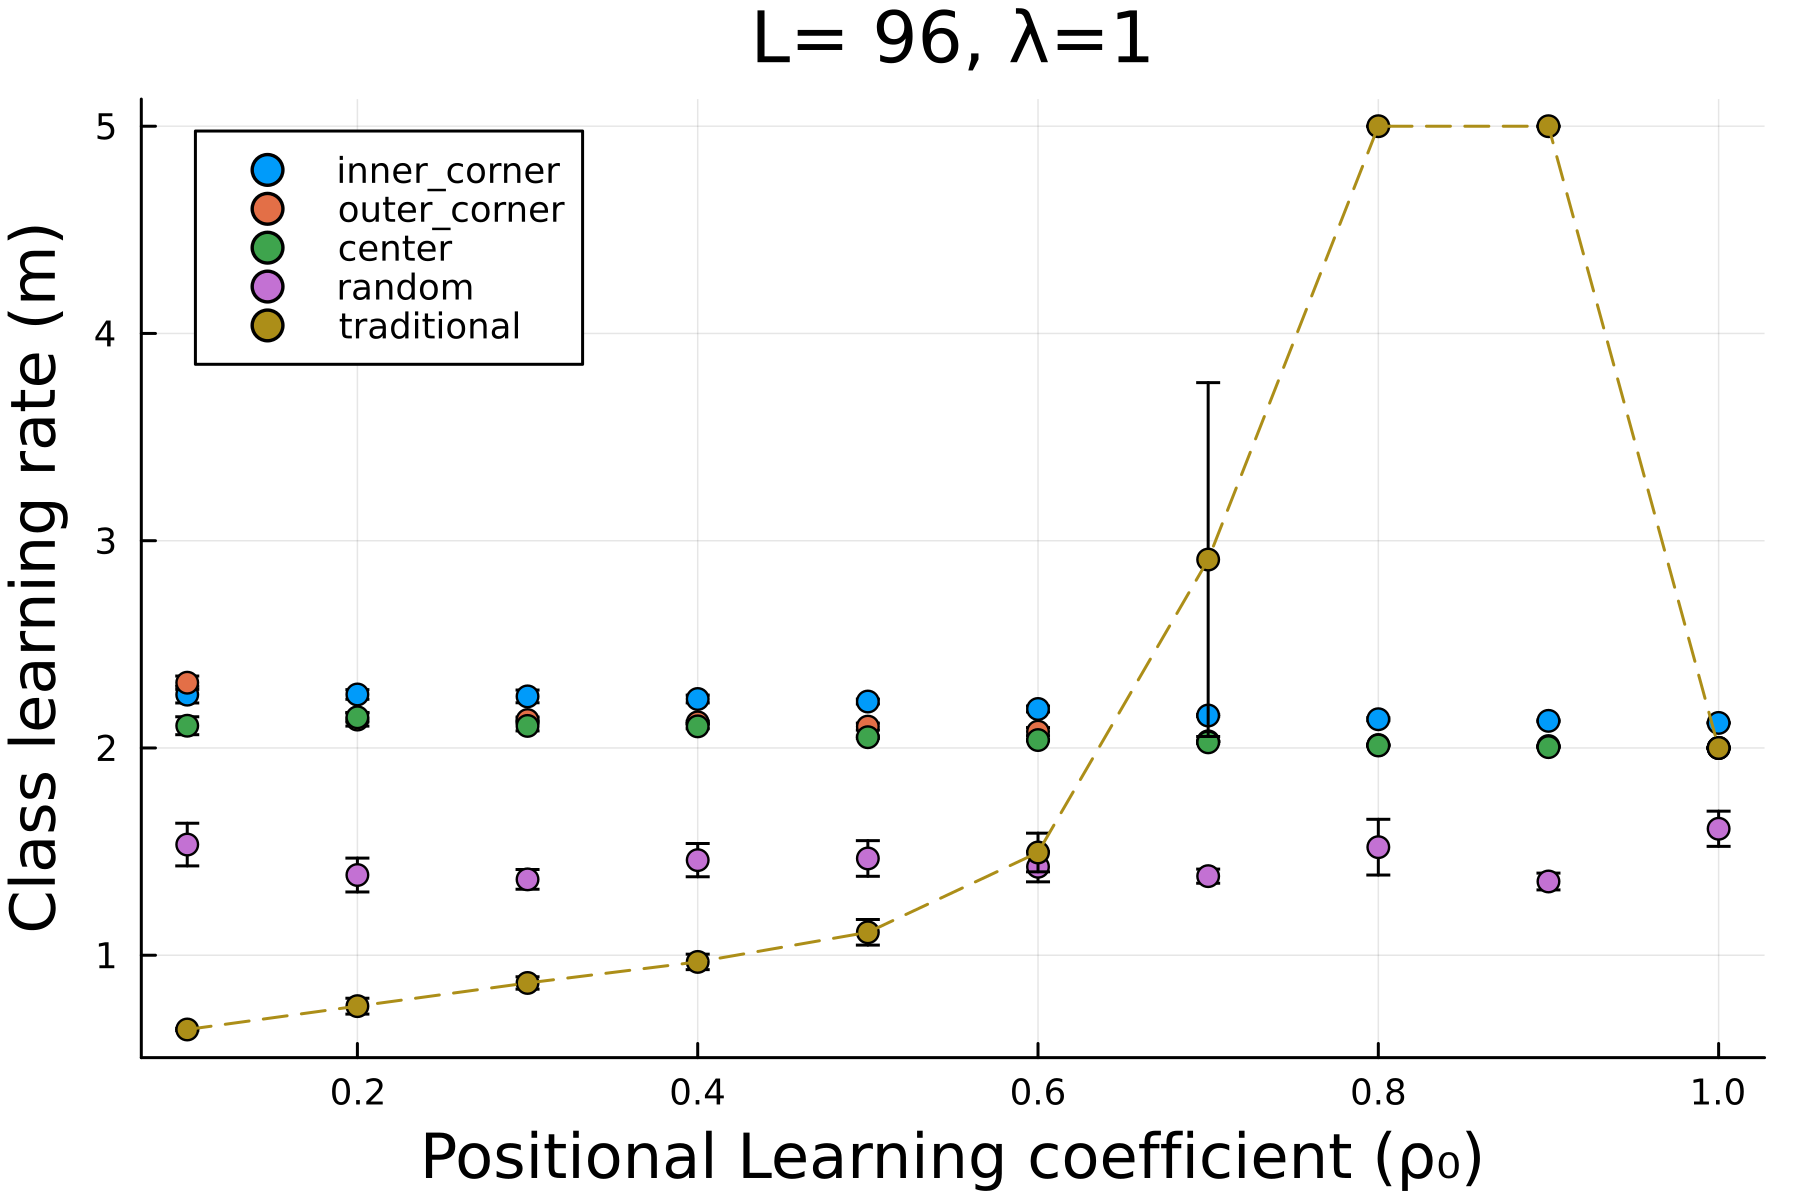 L= 96, λ=1
Class learning rate (m)
5
4
3
2
1
inner_corner
outer_corner
center
random
traditional
0.2 0.4 0.6 0.8 1.0
Positional Learning coefficient (ρ₀)